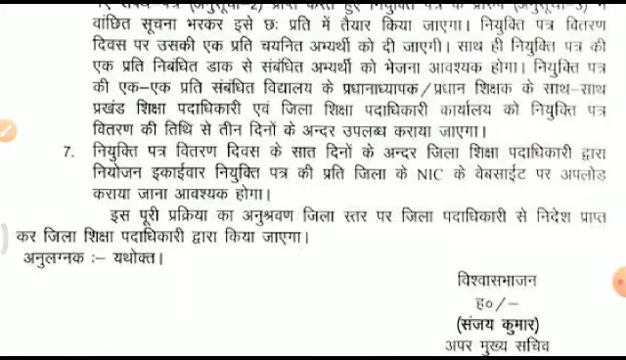 वांछित सूचना भरकर इसे छः प्रति में तैयार किया जाएगा। नियुक्ति पत्र वितरण
दिवस पर उसकी एक प्रति चयनित अभ्यर्थी को दी जाएगी। साथ ही नियुक्ति पत्र की
एक प्रति निबंधित डाक से संबंधित अभ्यर्थी को भेजना आवश्यक होगा। नियुक्ति पत्र
की एक–एक प्रति संबंधित विद्यालय के प्रधानाध्यापक/प्रधान शिक्षक के साथ–साथ
प्रखंड शिक्षा पदाधिकारी एवं जिला शिक्षा पदाधिकारी कार्यालय को नियुक्ति पत्र
वितरण की तिथि से तीन दिनों के अन्दर उपलब्ध कराया जाएगा।
7. नियुक्ति पत्र वितरण दिवस के सात दिनों के अन्दर जिला शिक्षा पदाधिकारी द्वारा
नियोजन इकाईवार नियुक्ति पत्र की प्रति जिला के NIC के वेबसाईट पर अपलोड
कराया जाना आवश्यक होगा।
इस पूरी प्रक्रिया का अनुश्रवण जिला स्तर पर जिला पदाधिकारी से निदेश प्राप्त
कर जिला शिक्षा पदाधिकारी द्वारा किया जाएगा।
अनुलग्नक :– यथोक्त।
विश्वासभाजन
ह०/–
(संजय कुमार)
अपर मुख्य सचिव